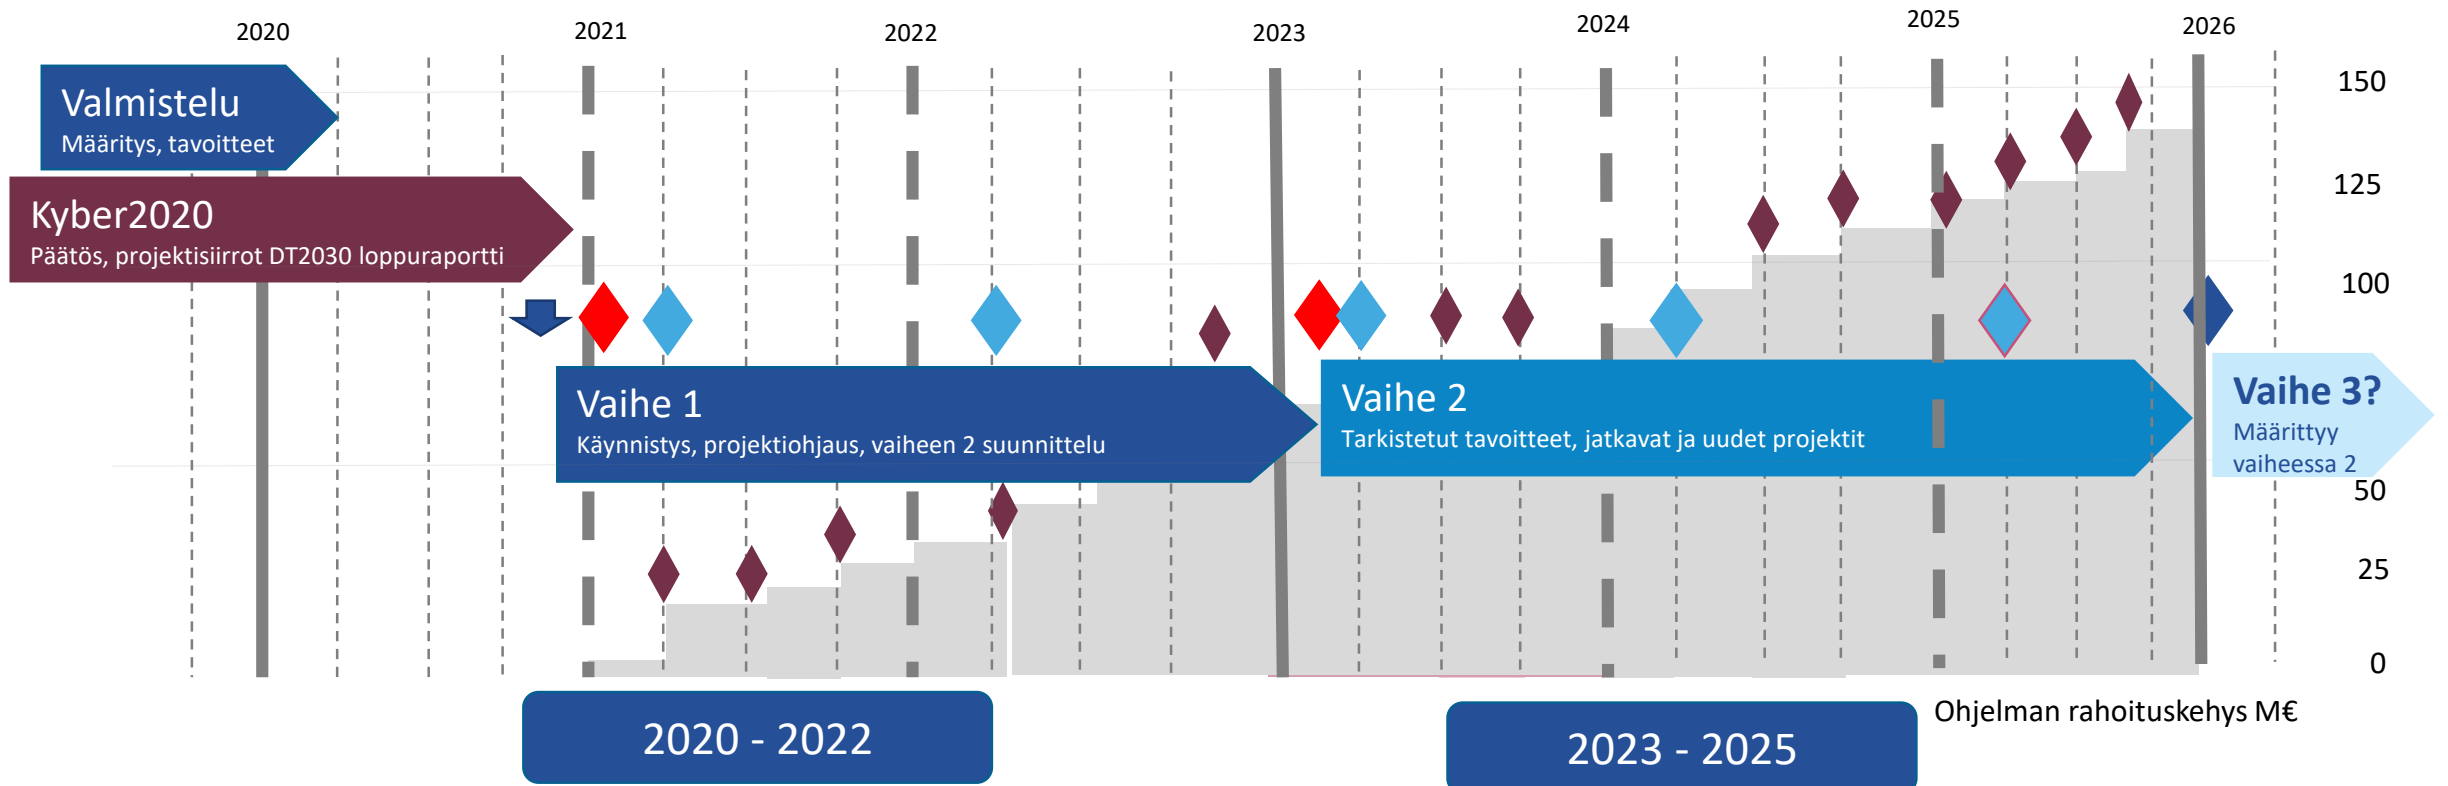 2020
2021
2022
2023
2024
2025
2026
Valmistelu
Määritys, tavoitteet
Kyber2020
Päätös, projektisiirrot DT2030 loppuraportti
Vaihe 1
Käynnistys, projektiohjaus, vaiheen 2 suunnittelu
Vaihe 2
Tarkistetut tavoitteet, jatkavat ja uudet projektit
Vaihe 3?
Määrittyy
vaiheessa 2
150
125
100
50
25
0
Ohjelman rahoituskehys M€
2020 - 2022
2023 - 2025